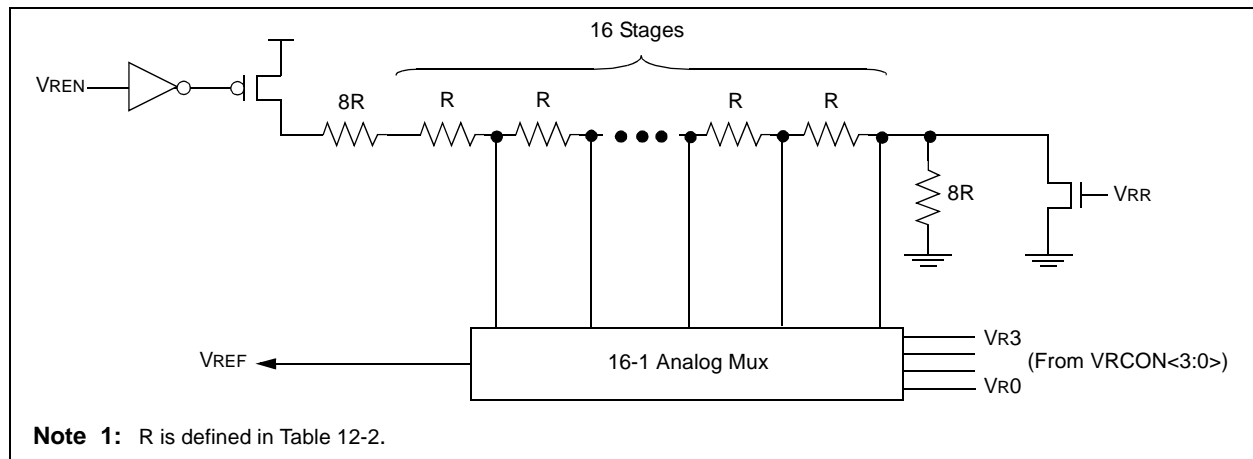 16 Stages
VREN
8R
R
R
R
R
8R
VRR
VREF
16-1 Analog Mux
VR3
(From VRCON<3:0>)
VR0
Note 1: R is defined in Table 12-2.